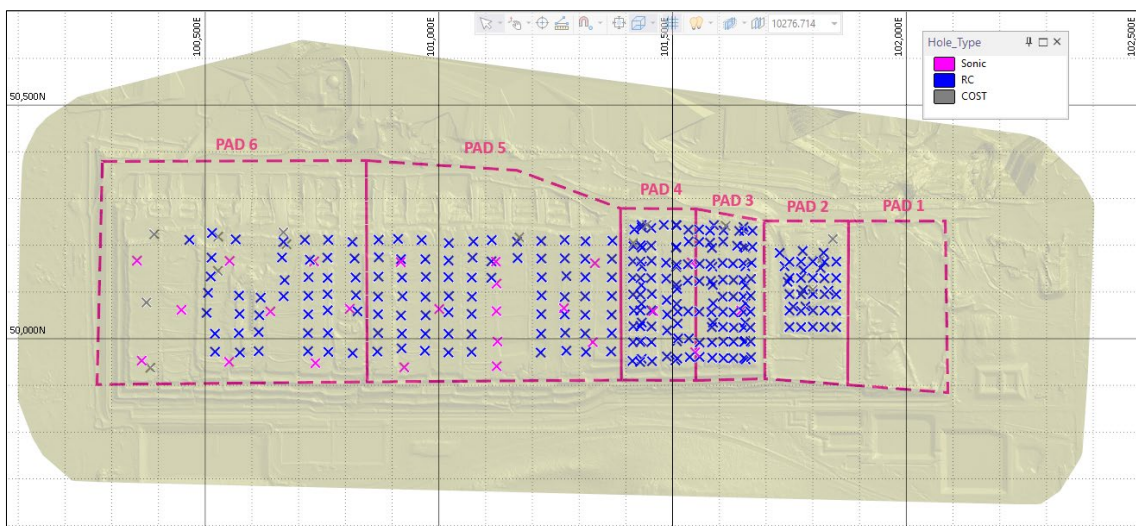 100,500E
101,000E
101,500E
102,000E
102,500E
10276.714
Hole_Type
Sonic
RC
COST
50,500N
PAD 6
PAD 5
PAD 4
PAD 3
PAD 2
PAD 1
50,000N